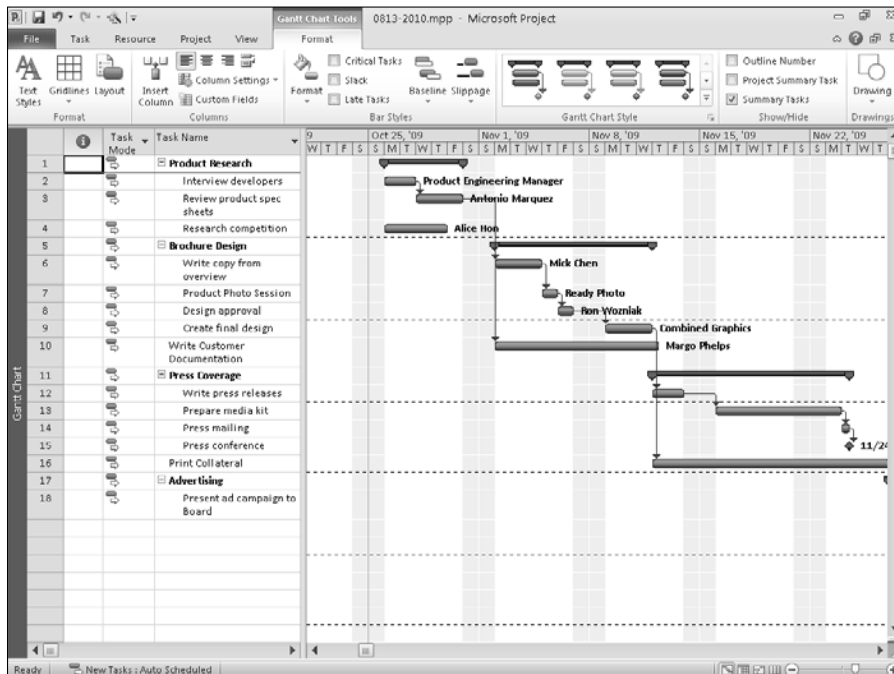 0813-2010.mpp - Microsoft Project
Gantt Chart Tools
File Task Resource Project View Format
Text Styles
Gridlines
Layout
Format
Insert Column
Column Settings
Custom Fields
Columns
Format
Critical Tasks
Slack
Late Tasks
Baseline
Slippage
Bar Styles
Gantt Chart Style
Outline Number
Project Summary Task
Summary Tasks
Show/Hide
Drawing
Drawings
Task Mode
Task Name
9 Oct 25, '09 Nov 1, '09 Nov 8, '09 Nov 15, '09 Nov 22, '09
W T F S S M T W T F S S M T W T F S S M T W T F S S M T W T F S S M T W T
1 Product Research
2 Interview developers Product Engineering Manager
3 Review product spec sheets Antonio Marquez
4 Research competition Alice Hon
5 Brochure Design
6 Write copy from overview Mick Chen
7 Product Photo Session Ready Photo
8 Design approval Ron Wozniak
9 Create final design Combined Graphics
10 Write Customer Documentation Margo Phelps
11 Press Coverage
12 Write press releases
13 Prepare media kit
14 Press mailing
15 Press conference 11/24
16 Print Collateral
17 Advertising
18 Present ad campaign to Board
Gantt Chart
Ready New Tasks : Auto Scheduled